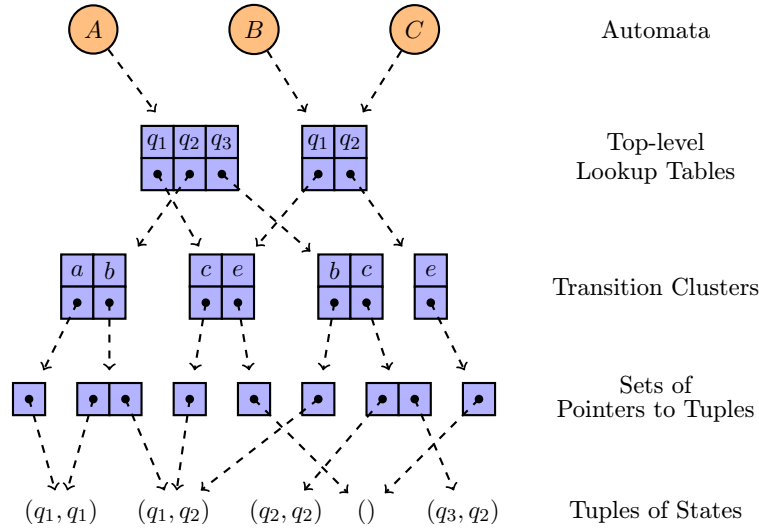 A B C Automata
q₁ q₂ q₃ q₁ q₂ Top-level
Lookup Tables
a b c e b c e
Transition Clusters
Sets of
Pointers to Tuples
(q₁, q₁) (q₁, q₂) (q₂, q₂) () (q₃, q₂) Tuples of States